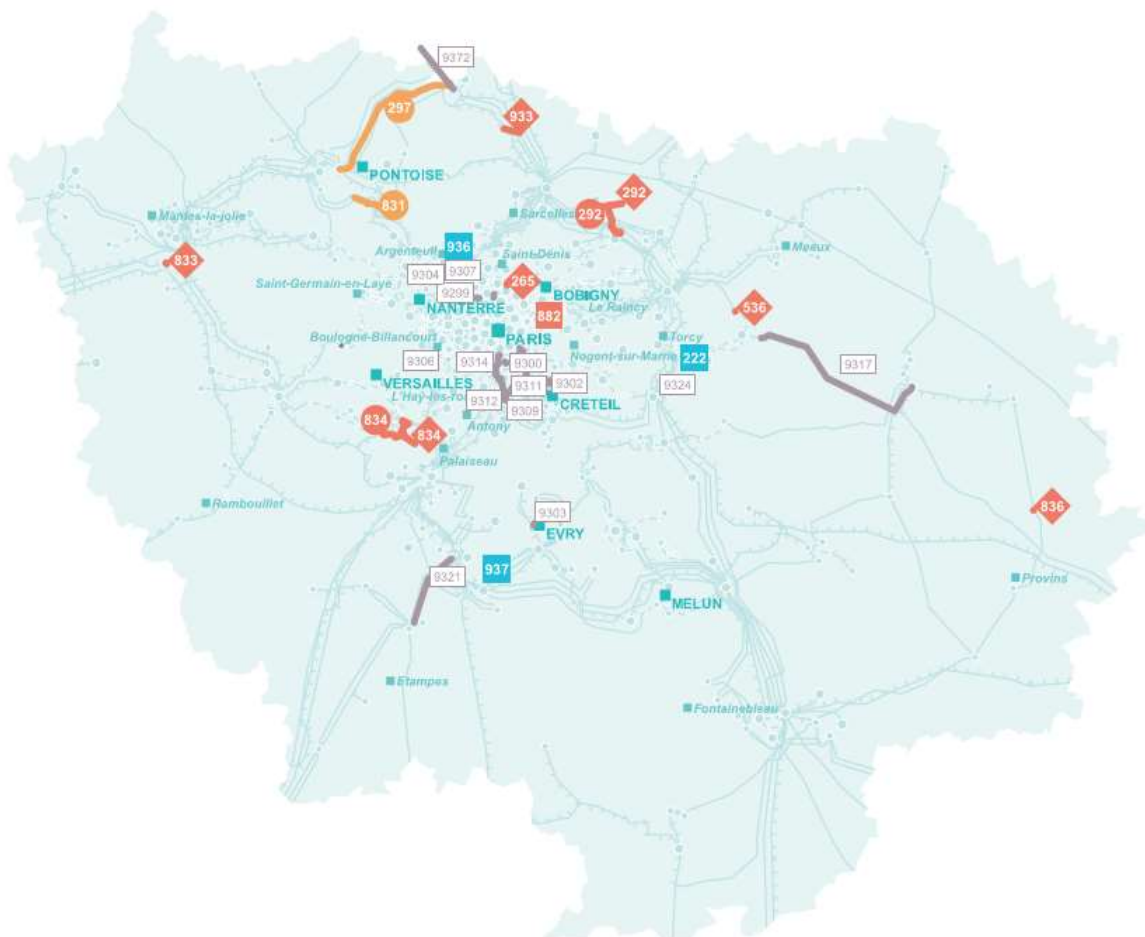 9372
297
933
PONTOISE
292
831
292
Mantes-la-jolie
Sarcelles
936
Argenteuil
Saint-Denis
Meaux
833
9304
9307
265
Saint-Germain-en-Laye
9299
BOBIGNY
NANTERRE
Le Raincy
536
882
PARIS
Boulogne-Billancourt
Torcy
Nogent-sur-Marne
222
9306
9314
9300
9317
VERSAILLES
9311
9302
9324
L'Hay-les-ro
9312
CRETEIL
9309
834
Antony
834
Palaiseau
Rambouillet
836
9303
EVRY
937
9321
Provins
MELUN
Etampes
Fontainebleau